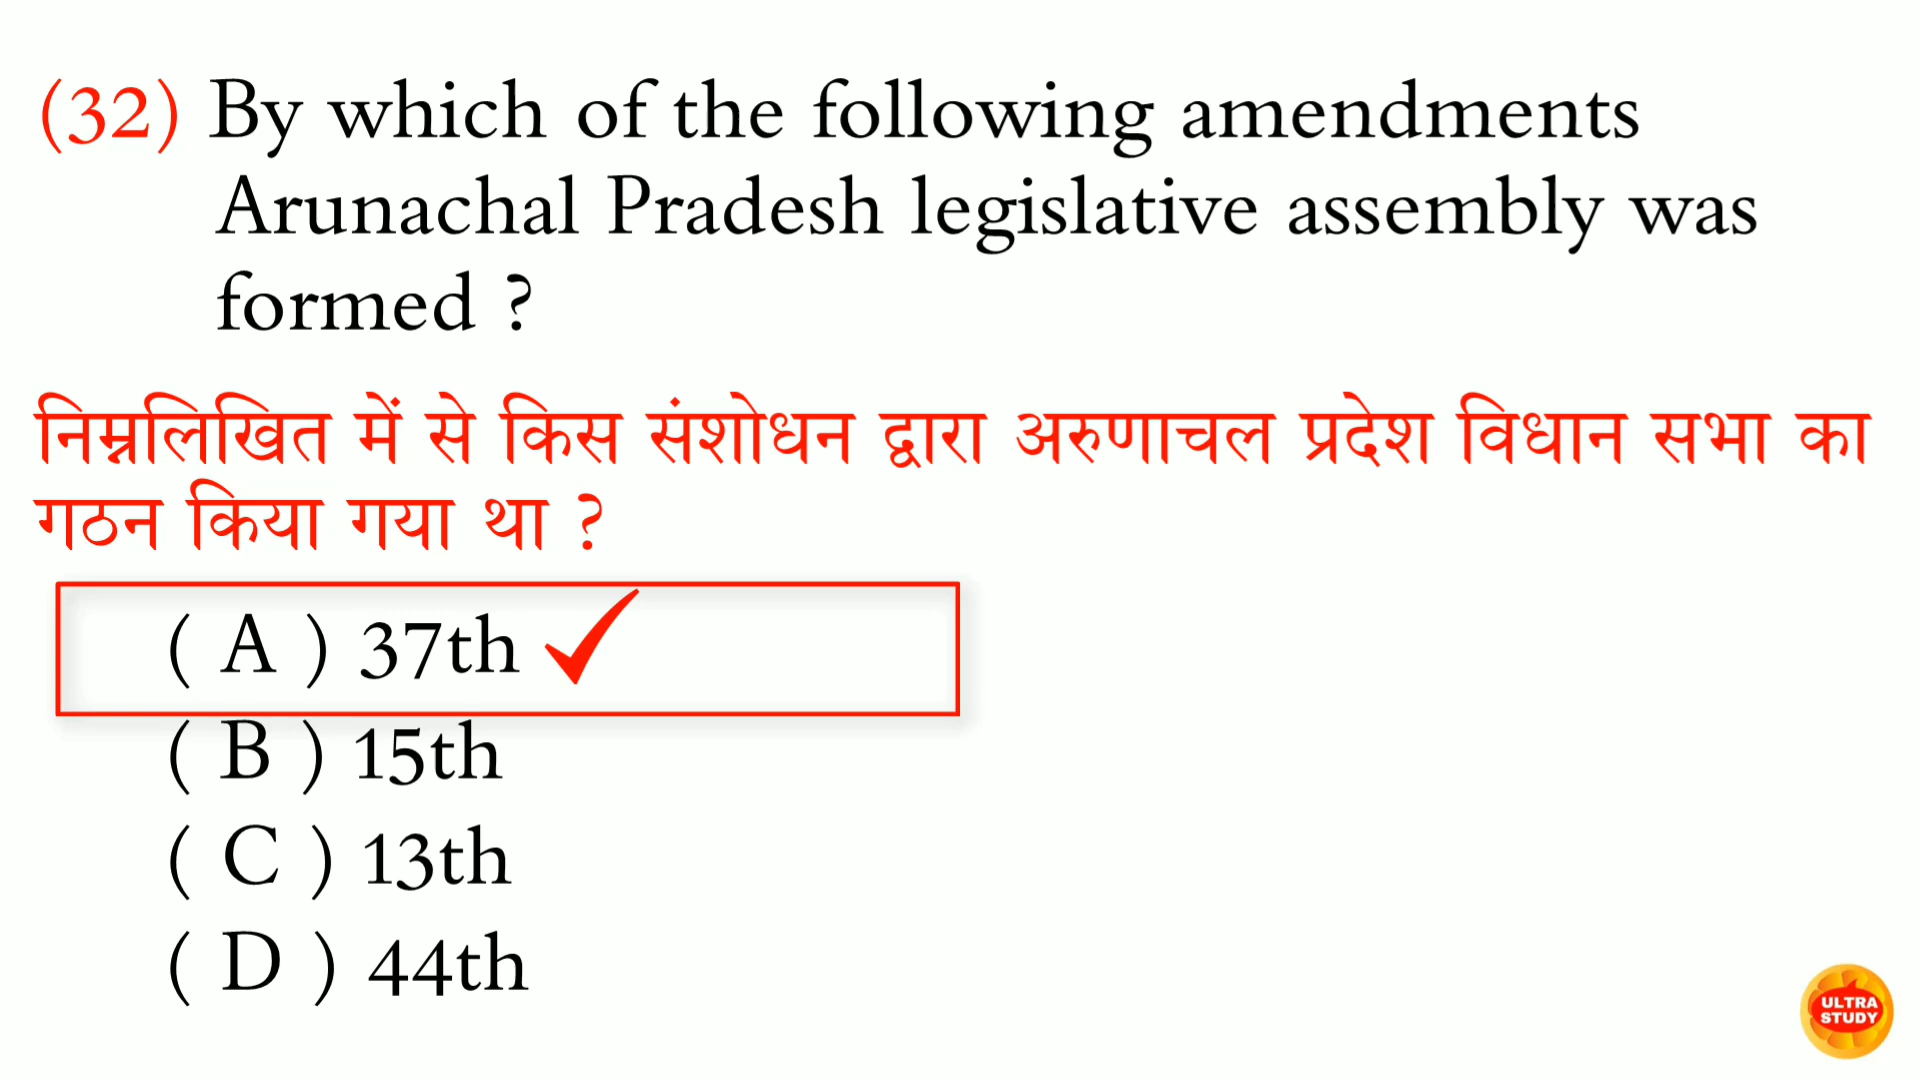 (32) By which of the following amendments
Arunachal Pradesh legislative assembly was
formed ?
निम्नलिखित में से किस संशोधन द्वारा अरुणाचल प्रदेश विधान सभा का
गठन किया गया था ?
( A ) 37th ✓
( B ) 15th
( C ) 13th
( D ) 44th
ULTRA
STUDY